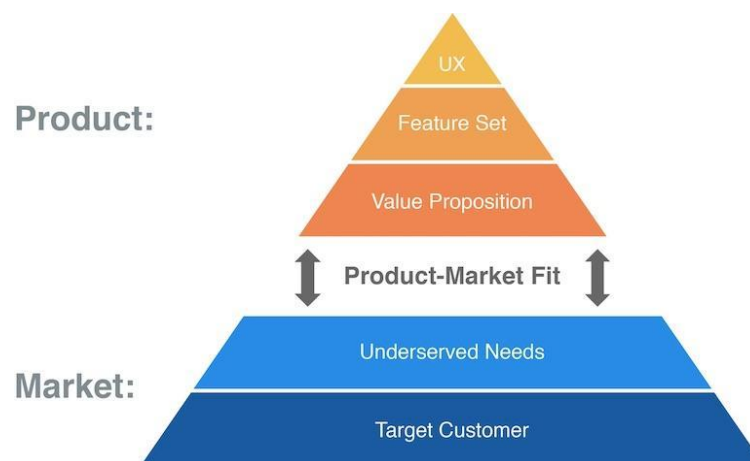 UX
Product:
Feature Set
Value Proposition
Product-Market Fit
Underserved Needs
Market:
Target Customer